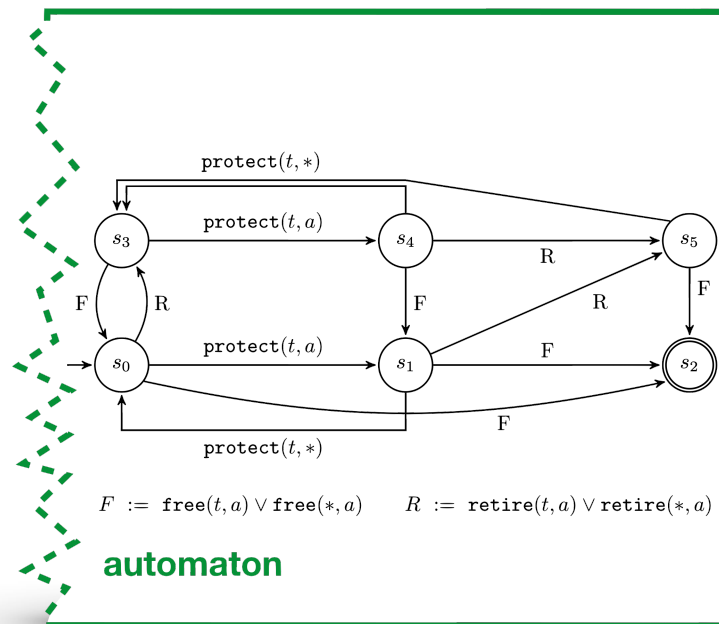 protect(t, *)
s₃ protect(t, a) s₄ R s₅
F R F R F
s₀ protect(t, a) s₁ F s₂
F
protect(t, *)
F := free(t, a) ∨ free(*, a) R := retire(t, a) ∨ retire(*, a)
automaton